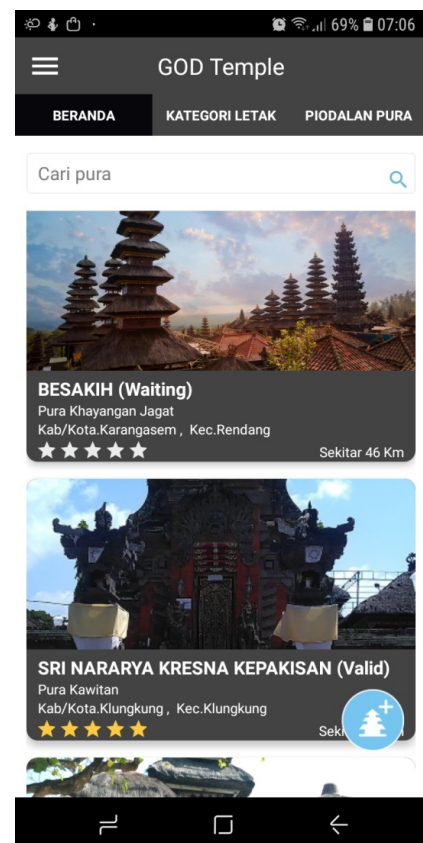 69% 07:06
GOD Temple
BERANDA KATEGORI LETAK PIODALAN PURA
Cari pura
BESAKIH (Waiting)
Pura Khayangan Jagat
Kab/Kota.Karangasem , Kec.Rendang
Sekitar 46 Km
SRI NARARYA KRESNA KEPAKISAN (Valid)
Pura Kawitan
Kab/Kota.Klungkung , Kec.Klungkung